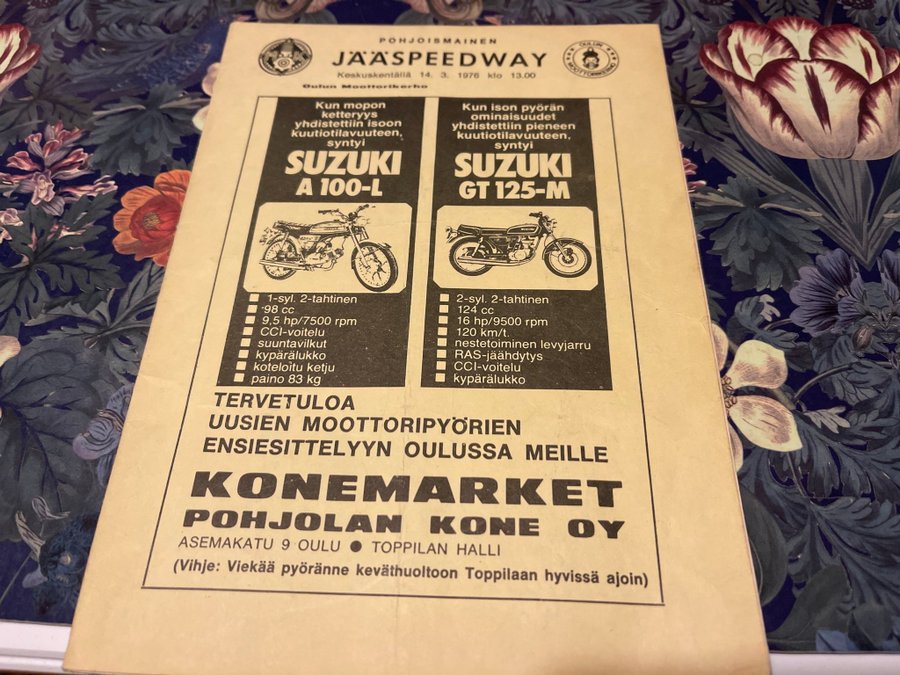 POHJOISMAINEN
JÄÄSPEEDWAY
Keskuskentällä 14. 3. 1976 klo 13.00
Oulun Moottorikerho
OULUN
MOOTTORIKERHO
Kun mopon
ketteryys
yhdistettiin isoon
kuutiotilavuuteen,
syntyi
SUZUKI
A 100-L
1-syl. 2-tahtinen
98 cc
9,5 hp/7500 rpm
CCI-voitelu
suuntavilkut
kypärälukko
koteloitu ketju
paino 83 kg
Kun ison pyörän
ominaisuudet
yhdistettiin pieneen
kuutiotilavuuteen,
syntyi
SUZUKI
GT 125-M
2-syl. 2-tahtinen
124 cc
16 hp/9500 rpm
120 km/t.
nestetoiminen levyjarru
RAS-jäähdytys
CCI-voitelu
kypärälukko
TERVETULOA
UUSIEN MOOTTORIPYÖRIEN
ENSIESITTELYYN OULUSSA MEILLE
KONEMARKET
POHJOLAN KONE OY
ASEMAKATU 9 OULU ● TOPPILAN HALLI
(Vihje: Viekää pyöränne keväthuoltoon Toppilaan hyvissä ajoin)